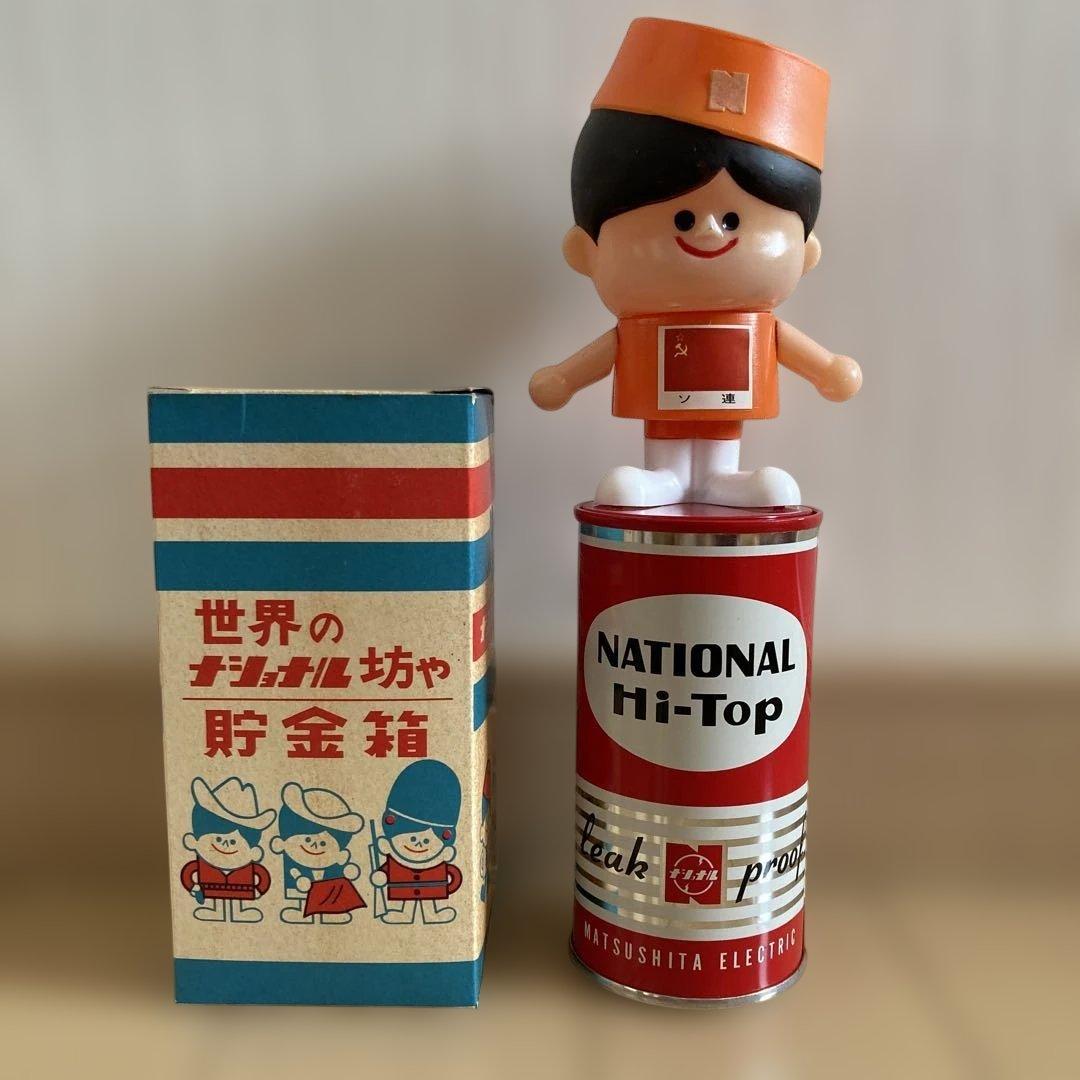 世界の
ナショナル坊や
貯金箱
N
ソ連
NATIONAL
Hi-Top
leak ナショナル proof
MATSUSHITA ELECTRIC